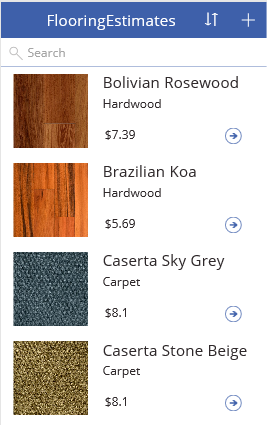 FlooringEstimates
Search
Bolivian Rosewood
Hardwood
$7.39
Brazilian Koa
Hardwood
$5.69
Caserta Sky Grey
Carpet
$8.1
Caserta Stone Beige
Carpet
$8.1